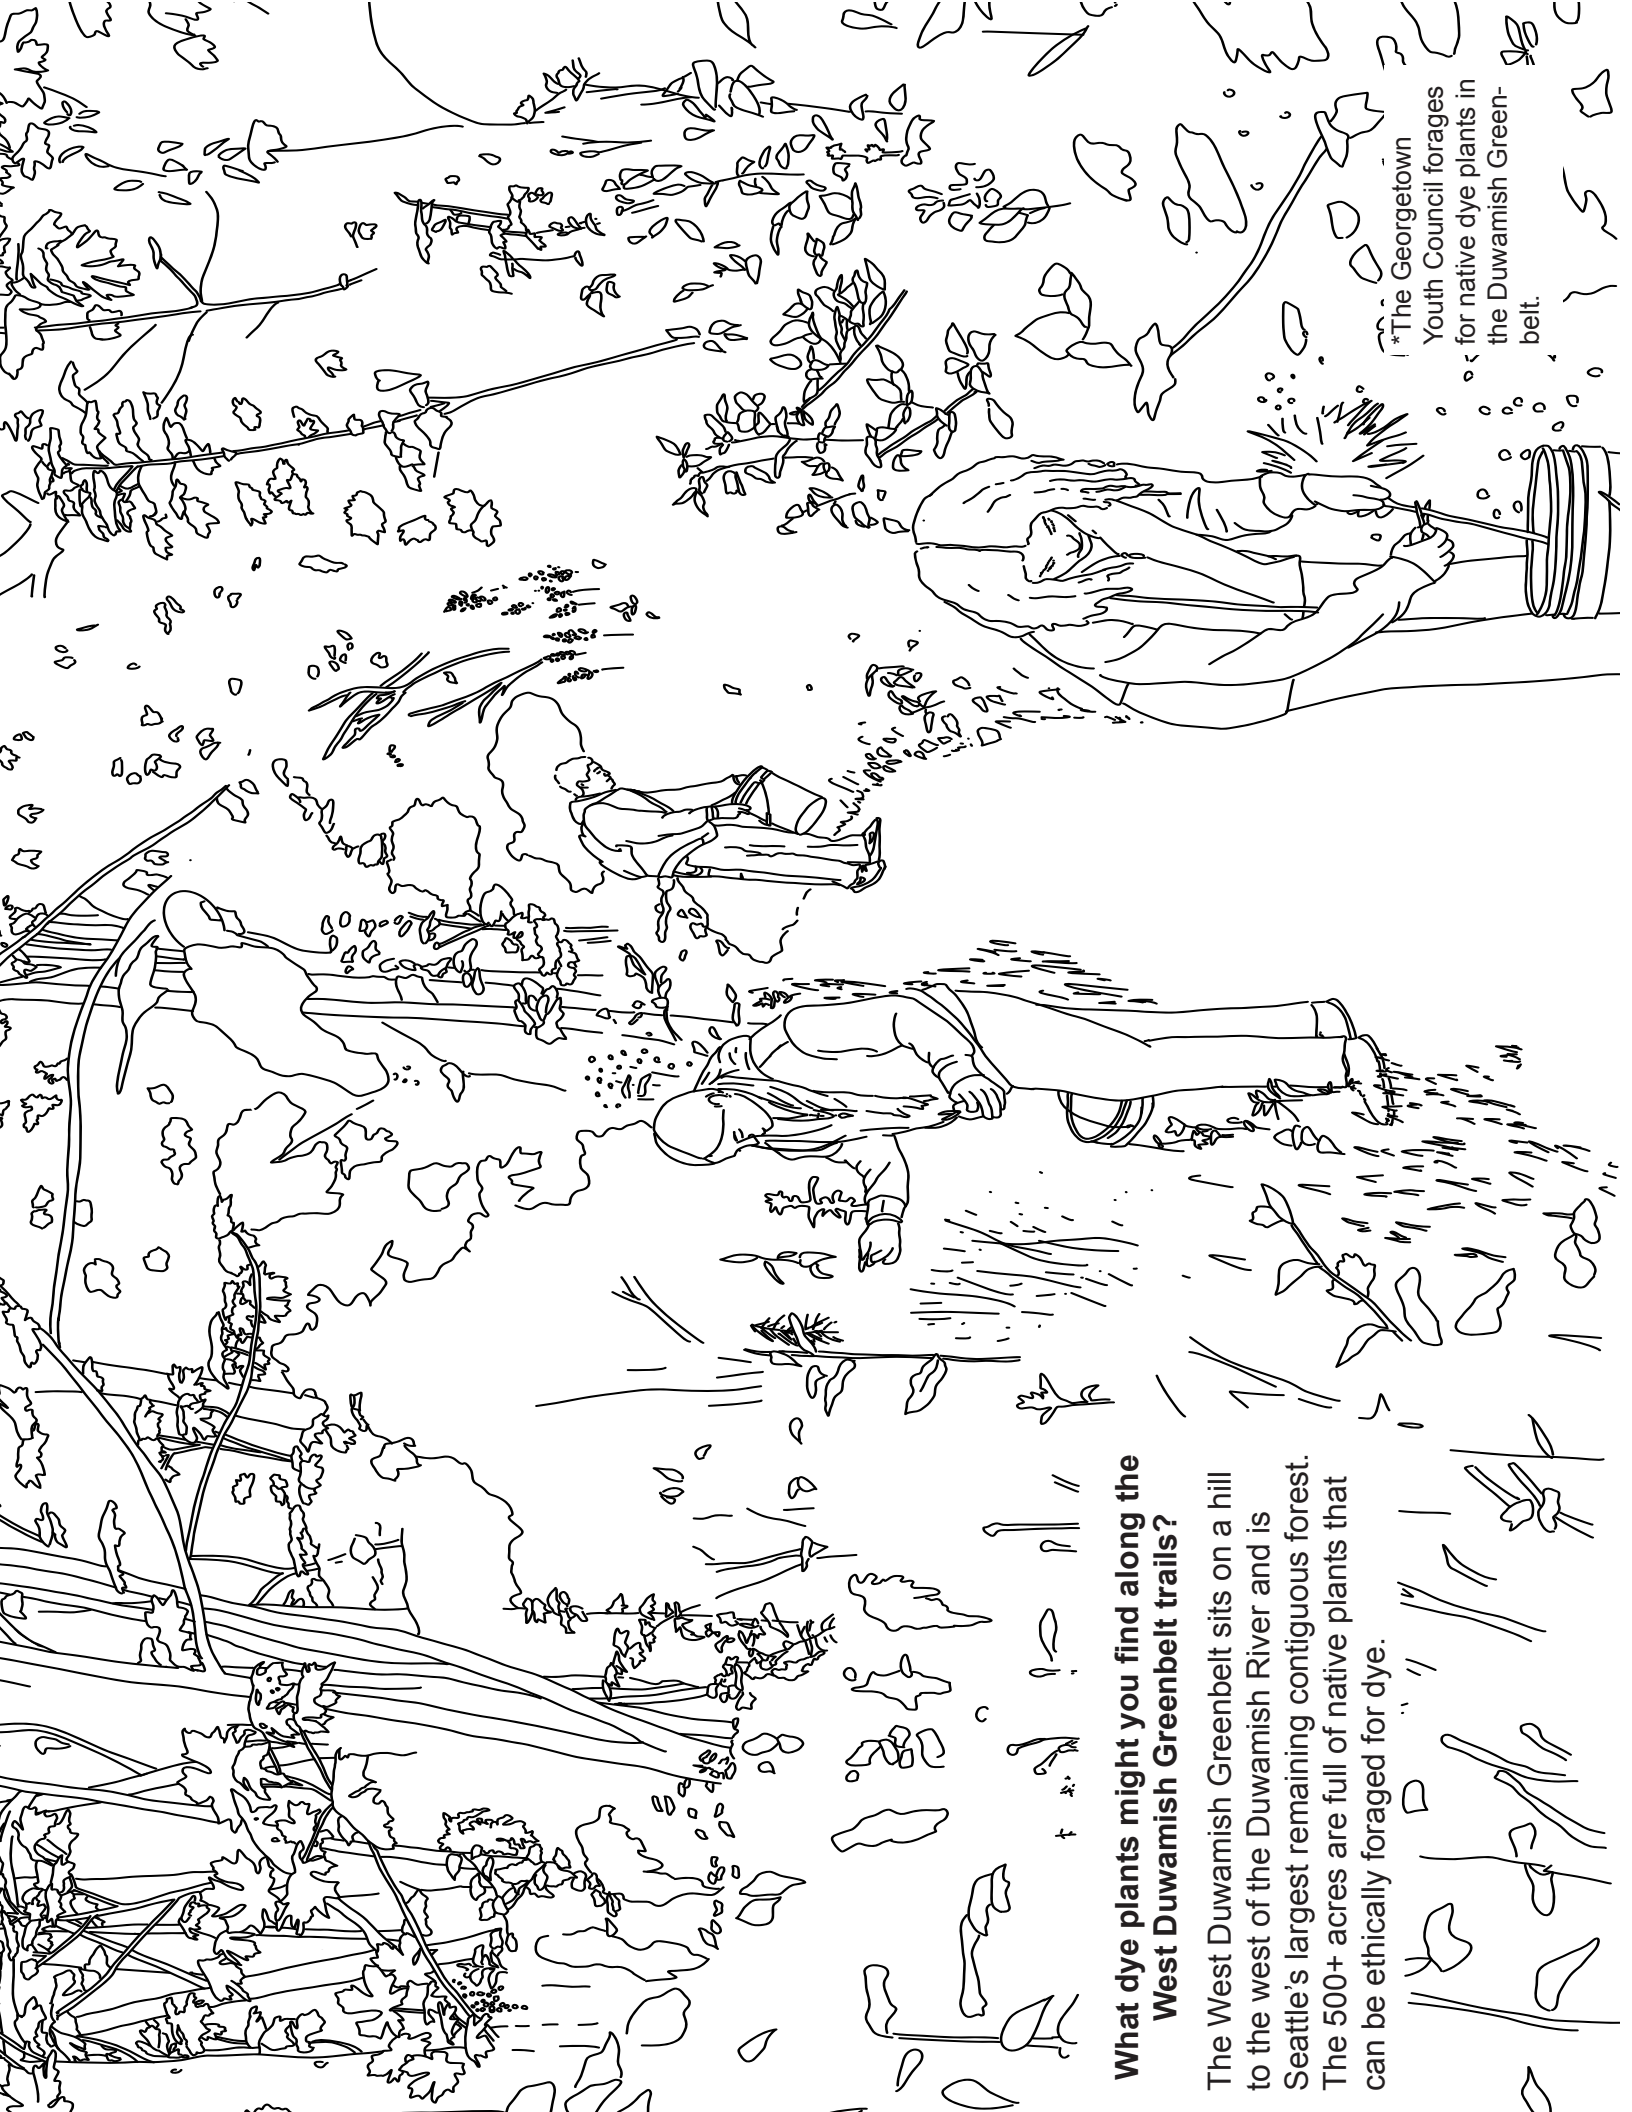 What dye plants might you find along the
West Duwamish Greenbelt trails?
The West Duwamish Greenbelt sits on a hill
to the west of the Duwamish River and is
Seattle's largest remaining contiguous forest.
The 500+ acres are full of native plants that
can be ethically foraged for dye.
*The Georgetown
Youth Council forages
for native dye plants in
the Duwamish Green-
belt.